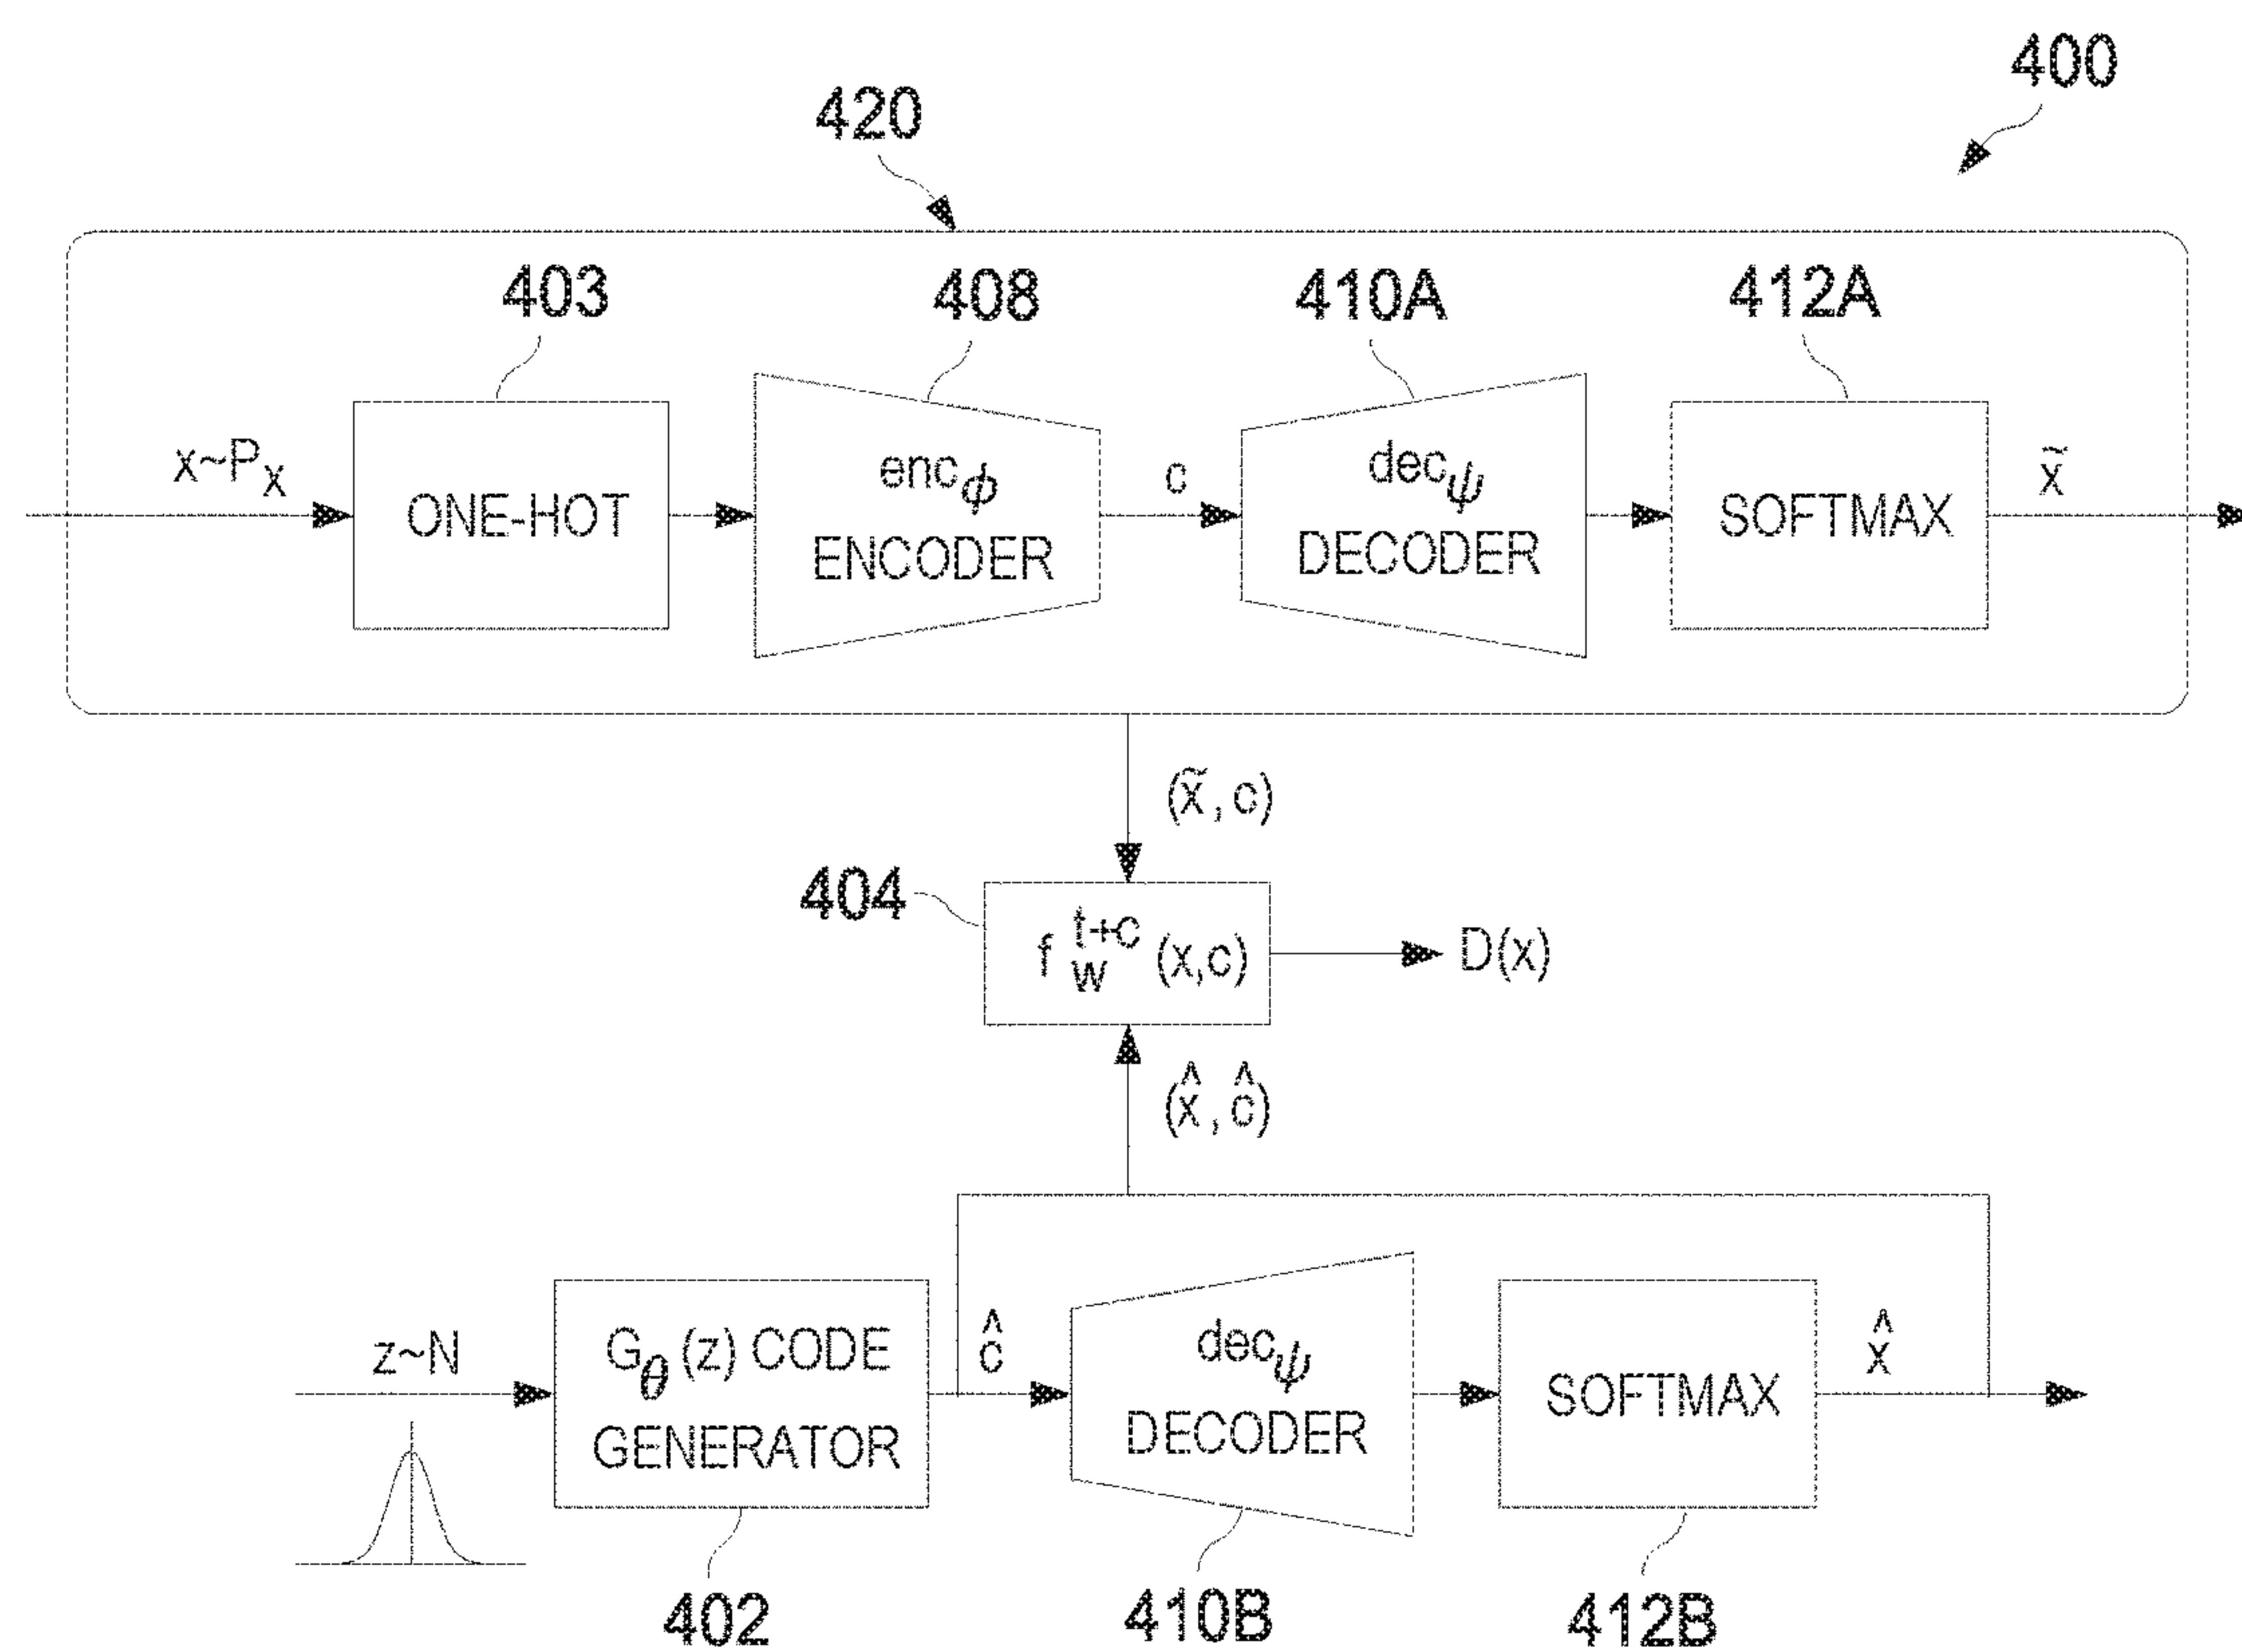 400
420
403
408
410A
412A
x~P_X
ONE-HOT
enc_ϕ
ENCODER
c
dec_ψ
DECODER
SOFTMAX
x̃
(x̃, c)
404
f_w^{t+c} (x,c)
D(x)
(x̂, ĉ)
z~N
G_θ (z) CODE
GENERATOR
ĉ
dec_ψ
DECODER
SOFTMAX
x̂
402
410B
412B